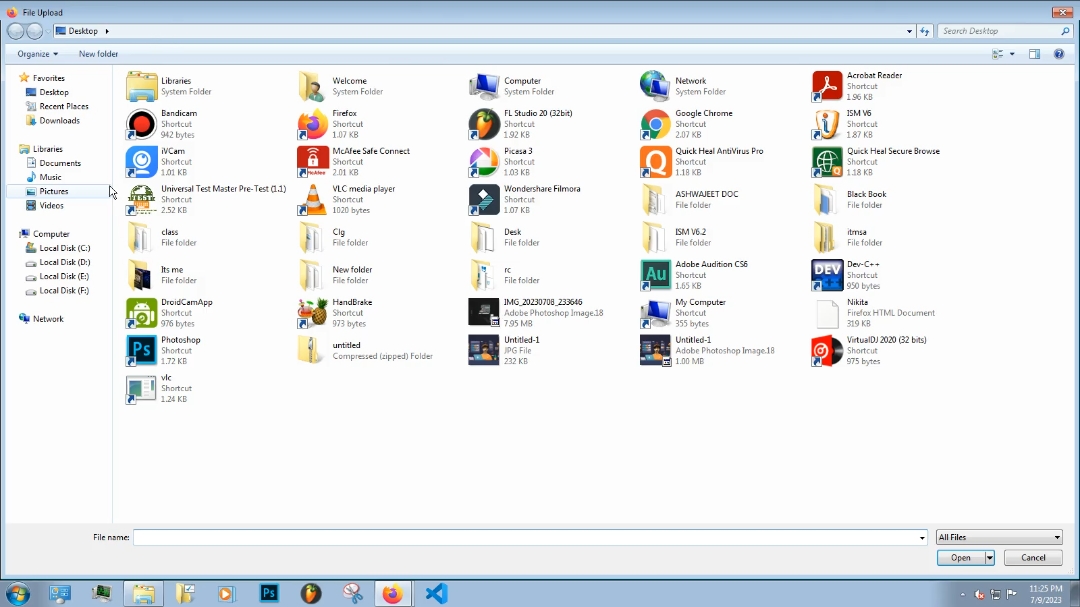 File Upload
Desktop
Search Desktop
Organize
New folder
Favorites
Desktop
Recent Places
Downloads
Libraries
Documents
Music
Pictures
Videos
Computer
Local Disk (C:)
Local Disk (D:)
Local Disk (E:)
Local Disk (F:)
Network
Libraries
System Folder
Welcome
System Folder
Computer
System Folder
Network
System Folder
Acrobat Reader
Shortcut
1.96 KB
Bandicam
Shortcut
942 bytes
Firefox
Shortcut
1.07 KB
FL Studio 20 (32bit)
Shortcut
1.92 KB
Google Chrome
Shortcut
2.07 KB
ISM V6
Shortcut
1.87 KB
iVCam
Shortcut
1.01 KB
McAfee Safe Connect
Shortcut
2.01 KB
Picasa 3
Shortcut
1.03 KB
Quick Heal AntiVirus Pro
Shortcut
1.18 KB
Quick Heal Secure Browse
Shortcut
1.18 KB
Universal Test Master Pre-Test (1.1)
Shortcut
2.52 KB
VLC media player
Shortcut
1020 bytes
Wondershare Filmora
Shortcut
1.07 KB
ASHWAJEET DOC
File folder
Black Book
File folder
class
File folder
Clg
File folder
Desk
File folder
ISM V6.2
File folder
itmsa
File folder
Its me
File folder
New folder
File folder
rc
File folder
Adobe Audition CS6
Shortcut
1.65 KB
Dev-C++
Shortcut
950 bytes
DroidCamApp
Shortcut
976 bytes
HandBrake
Shortcut
973 bytes
IMG_20230708_233646
Adobe Photoshop Image.18
7.95 MB
My Computer
Shortcut
355 bytes
Nikita
Firefox HTML Document
319 KB
Photoshop
Shortcut
1.72 KB
untitled
Compressed (zipped) Folder
Untitled-1
JPG File
232 KB
Untitled-1
Adobe Photoshop Image.18
1.00 MB
VirtualDJ 2020 (32 bits)
Shortcut
975 bytes
vlc
Shortcut
1.24 KB
File name:
All Files
Open
Cancel
11:25 PM
7/9/2023